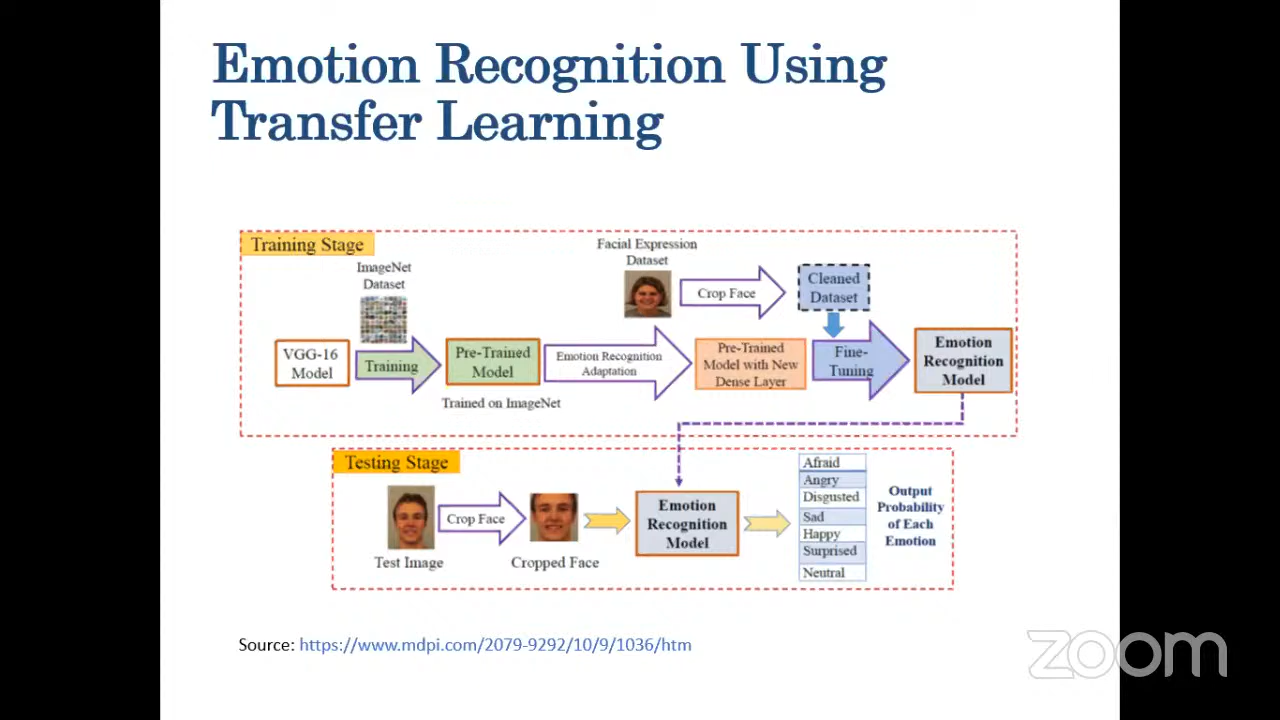 Emotion Recognition Using
Transfer Learning
Training Stage
ImageNet
Dataset
Facial Expression
Dataset
Crop Face
Cleaned
Dataset
VGG-16
Model
Training
Pre-Trained
Model
Trained on ImageNet
Emotion Recognition
Adaptation
Pre-Trained
Model with New
Dense Layer
Fine-
Tuning
Emotion
Recognition
Model
Testing Stage
Test Image
Crop Face
Cropped Face
Emotion
Recognition
Model
Afraid
Angry
Disgusted
Sad
Happy
Surprised
Neutral
Output
Probability
of Each
Emotion
Source: https://www.mdpi.com/2079-9292/10/9/1036/htm
zoom